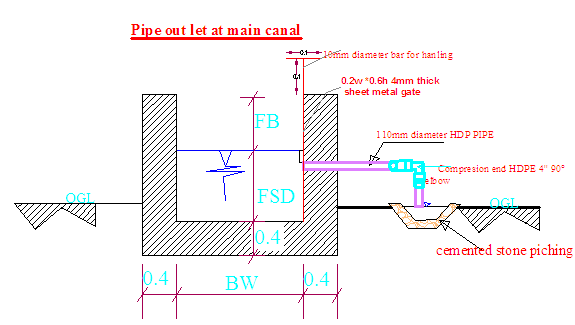 Pipe out let at main canal
0.1
10mm diameter bar for hanling
0.1
0.2w *0.6h 4mm thick
sheet metal gate
FB
110mm diameter HDP PIPE
Compresion end HDPE 4" 90°
elbow
FSD
OGL
OGL
0.4
cemented stone piching
0.4
BW
0.4